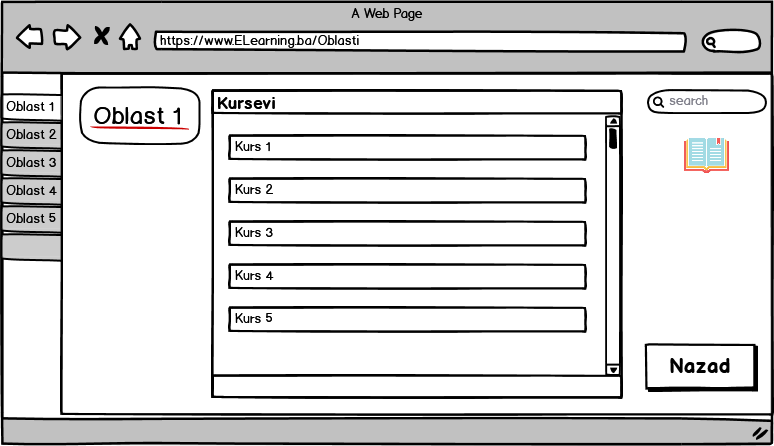 A Web Page
https://www.ELearning.ba/Oblasti
Oblast 1
Oblast 2
Oblast 3
Oblast 4
Oblast 5
Oblast 1
Kursevi
Kurs 1
Kurs 2
Kurs 3
Kurs 4
Kurs 5
search
Nazad